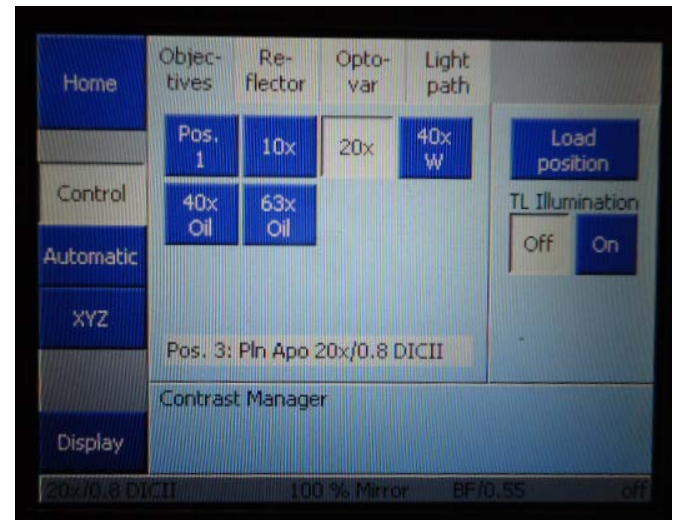 Home
Objec-
tives
Re-
flector
Opto-
var
Light
path
Pos.
1
10x
20x
40x
W
Load
position
Control
40x
Oil
63x
Oil
TL Illumination
Off
On
Automatic
XYZ
Pos. 3: Pln Apo 20x/0.8 DICII
Contrast Manager
Display
20x/0.8 DICII 100 % Mirror BF/0.55 off